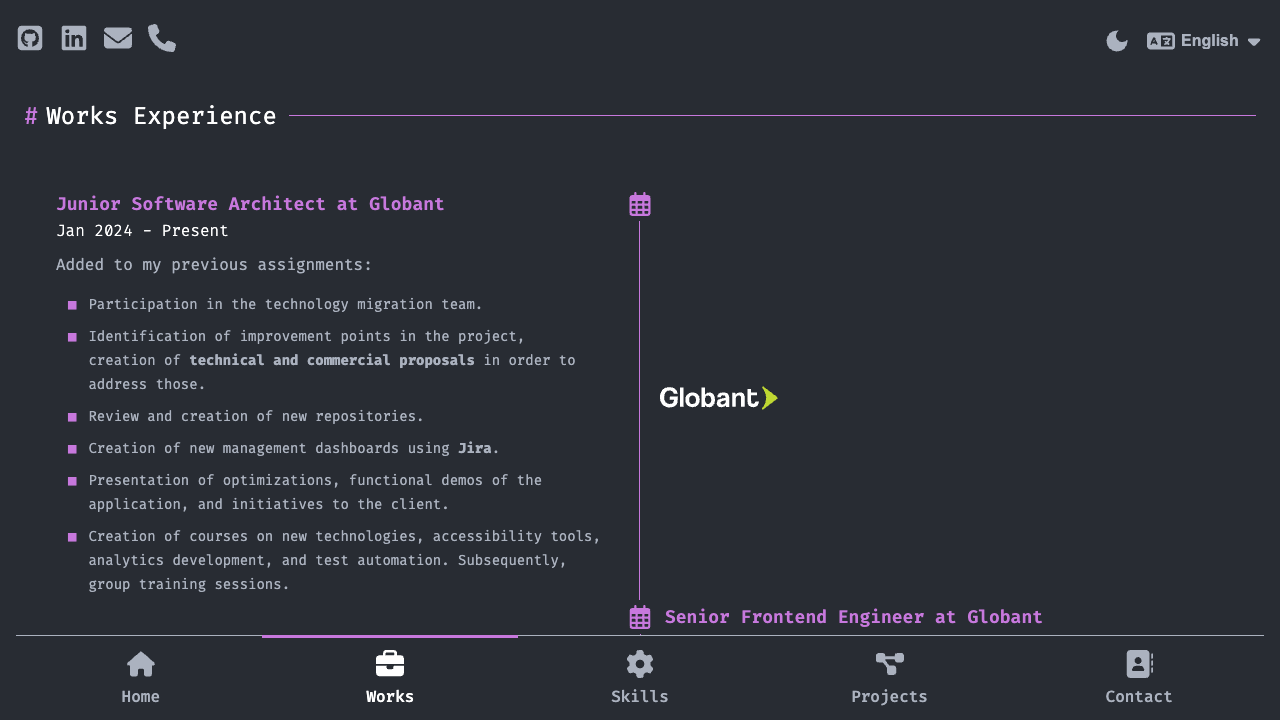 English
# Works Experience
Junior Software Architect at Globant
Jan 2024 - Present
Added to my previous assignments:
Participation in the technology migration team.
Identification of improvement points in the project,
creation of technical and commercial proposals in order to
address those.
Review and creation of new repositories.
Creation of new management dashboards using Jira.
Presentation of optimizations, functional demos of the
application, and initiatives to the client.
Creation of courses on new technologies, accessibility tools,
analytics development, and test automation. Subsequently,
group training sessions.
Globant
Senior Frontend Engineer at Globant
Home
Works
Skills
Projects
Contact